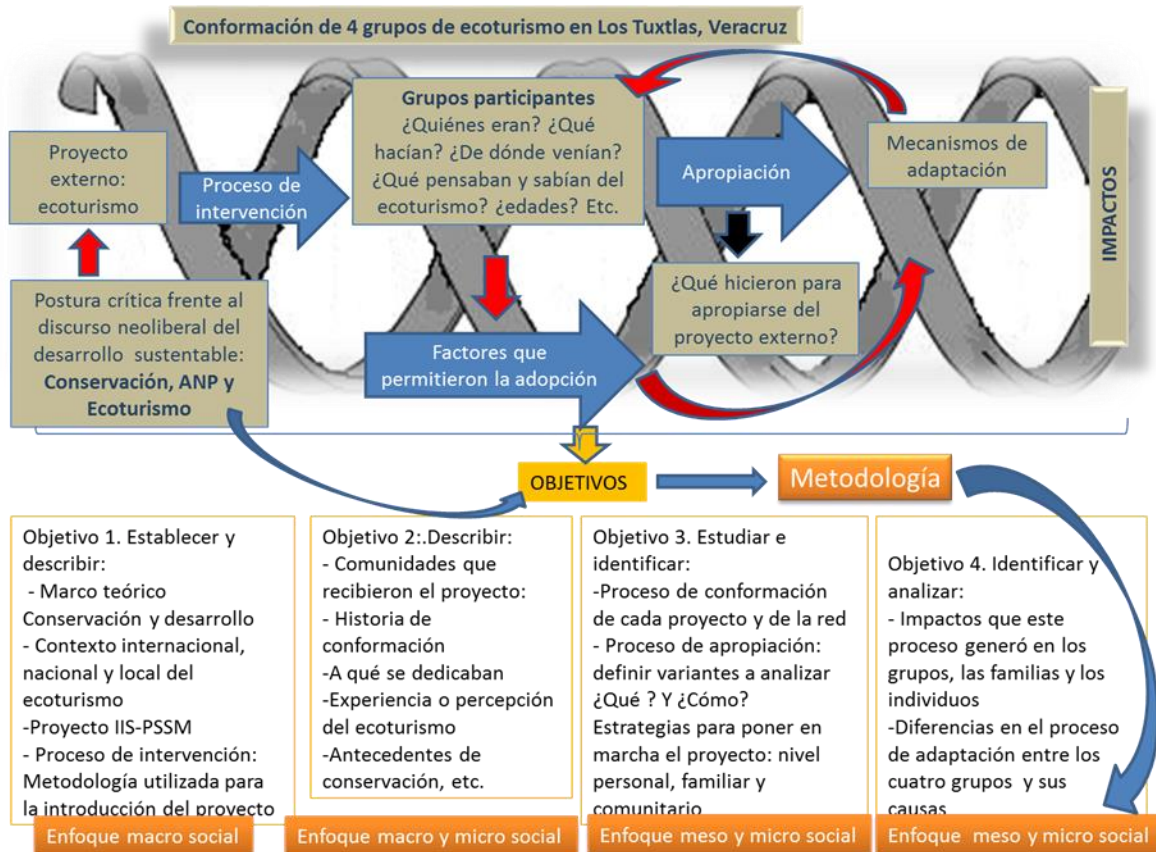 Conformación de 4 grupos de ecoturismo en Los Tuxtlas, Veracruz
Proyecto
externo:
ecoturismo
Proceso de
intervención
Grupos participantes
¿Quiénes eran? ¿Qué
hacían? ¿De dónde venían?
¿Qué pensaban y sabían del
ecoturismo? ¿edades? Etc.
Apropiación
Mecanismos de
adaptación
IMPACTOS
Postura crítica frente al
discurso neoliberal del
desarrollo sustentable:
Conservación, ANP y
Ecoturismo
Factores que
permitieron la adopción
¿Qué hicieron para
apropiarse del
proyecto externo?
OBJETIVOS
Metodología
Objetivo 1. Establecer y
describir:
- Marco teórico
Conservación y desarrollo
- Contexto internacional,
nacional y local del
ecoturismo
-Proyecto IIS-PSSM
- Proceso de intervención:
Metodología utilizada para
la introducción del proyecto
Enfoque macro social
Objetivo 2:.Describir:
- Comunidades que
recibieron el proyecto:
- Historia de
conformación
-A qué se dedicaban
-Experiencia o percepción
del ecoturismo
-Antecedentes de
conservación, etc.
Enfoque macro y micro social
Objetivo 3. Estudiar e
identificar:
-Proceso de conformación
de cada proyecto y de la red
- Proceso de apropiación:
definir variantes a analizar
¿Qué ? Y ¿Cómo?
Estrategias para poner en
marcha el proyecto: nivel
personal, familiar y
comunitario
Enfoque meso y micro social
Objetivo 4. Identificar y
analizar:
- Impactos que este
proceso generó en los
grupos, las familias y los
individuos
-Diferencias en el proceso
de adaptación entre los
cuatro grupos y sus
causas
Enfoque meso y micro social